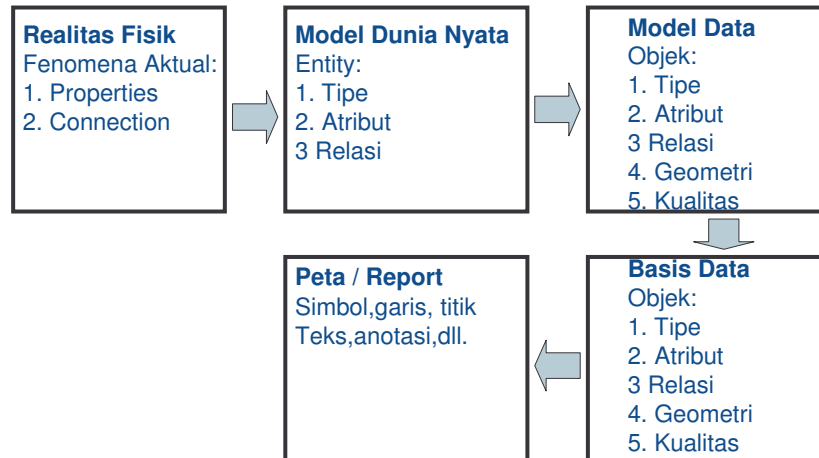 Realitas Fisik
Fenomena Aktual:
1. Properties
2. Connection
Model Dunia Nyata
Entity:
1. Tipe
2. Atribut
3 Relasi
Model Data
Objek:
1. Tipe
2. Atribut
3 Relasi
4. Geometri
5. Kualitas
Peta / Report
Simbol,garis, titik
Teks,anotasi,dll.
Basis Data
Objek:
1. Tipe
2. Atribut
3 Relasi
4. Geometri
5. Kualitas